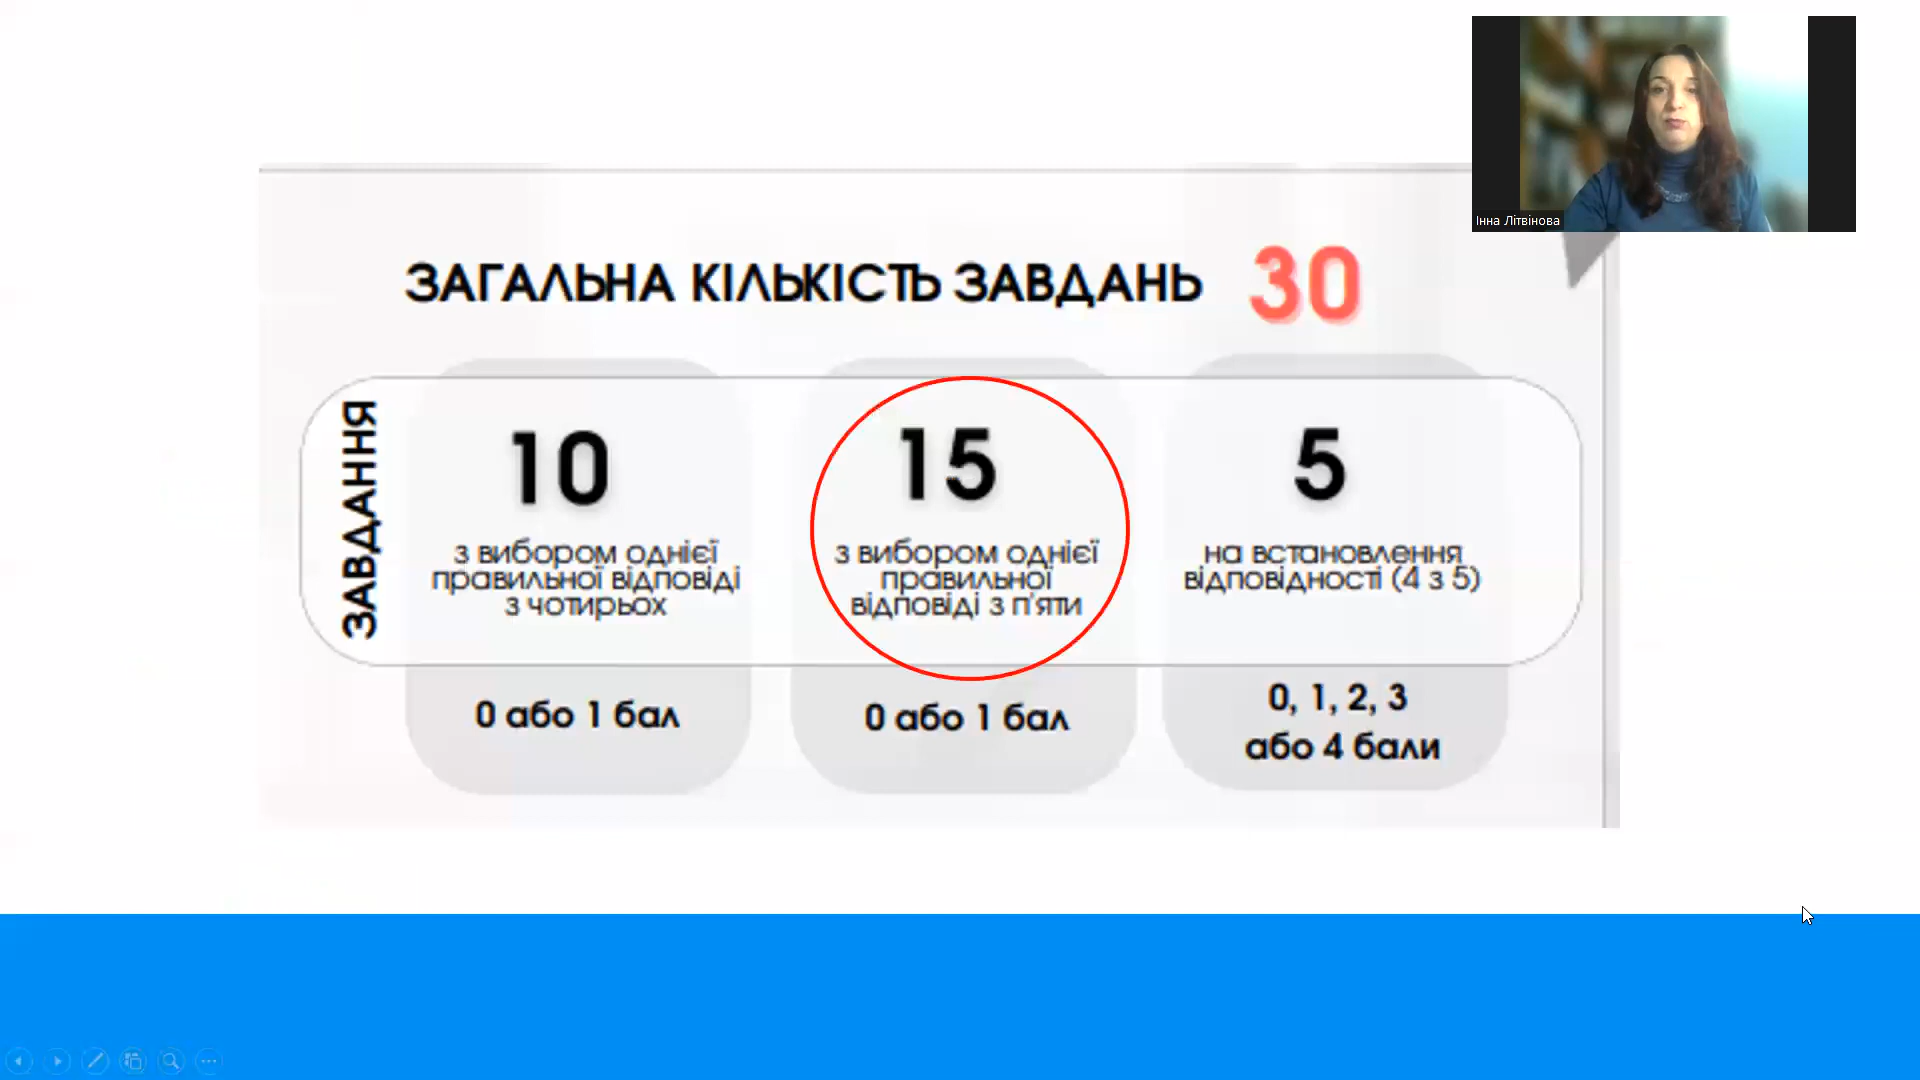 Інна Літвінова
ЗАГАЛЬНА КІЛЬКІСТЬ ЗАВДАНЬ 30
ЗАВДАННЯ
10
з вибором однієї
правильної відповіді
з чотирьох
0 або 1 бал
15
з вибором однієї
правильної
відповіді з п'яти
0 або 1 бал
5
на встановлення
відповідності (4 з 5)
0, 1, 2, 3
або 4 бали